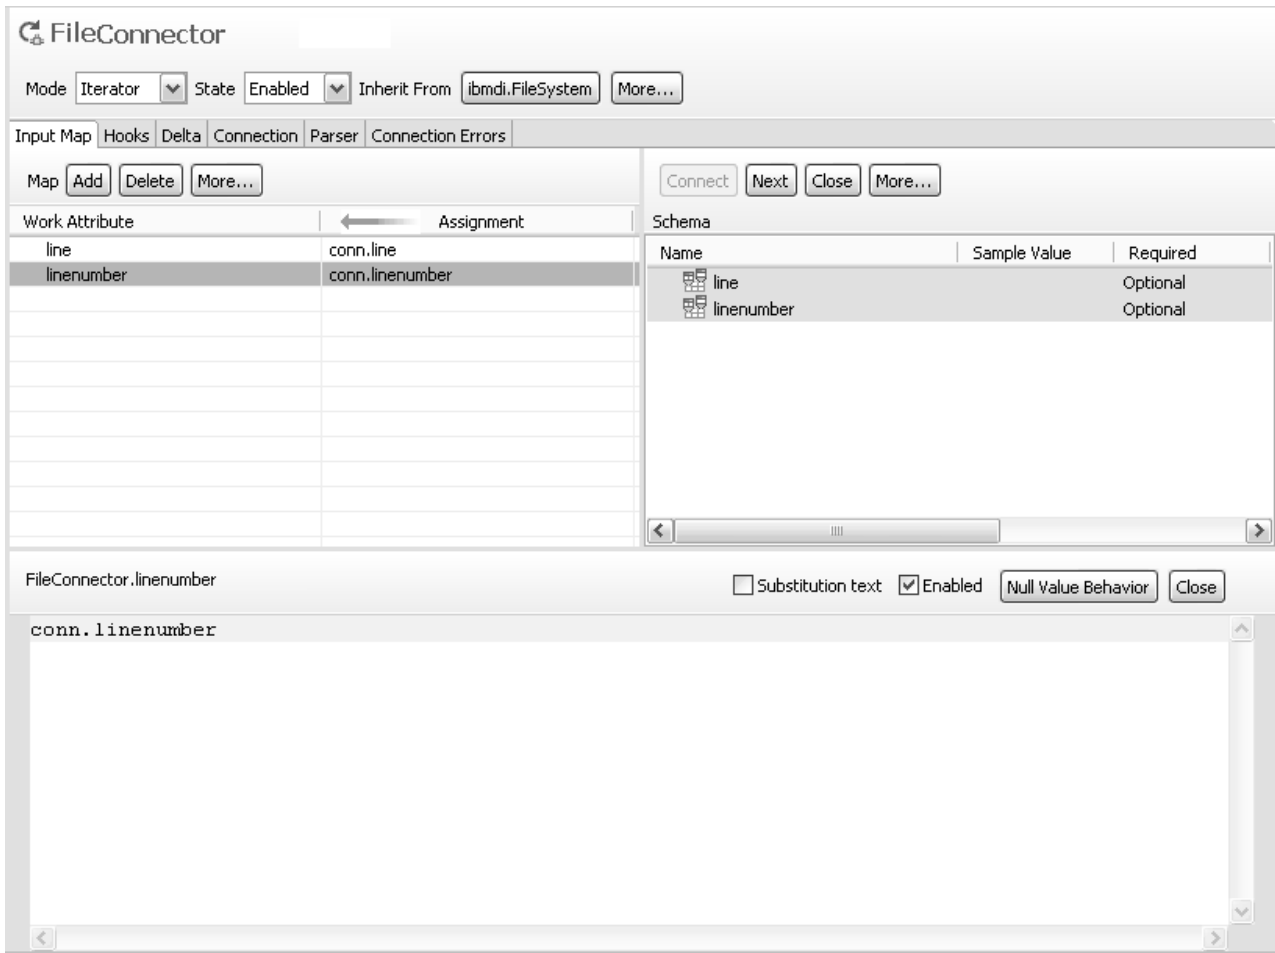 FileConnector
Mode Iterator State Enabled Inherit From ibmdi.FileSystem More...
Input Map Hooks Delta Connection Parser Connection Errors
Map Add Delete More...
Work Attribute Assignment
line conn.line
linenumber conn.linenumber
Connect Next Close More...
Schema
Name Sample Value Required
line Optional
linenumber Optional
FileConnector.linenumber Substitution text Enabled Null Value Behavior Close
conn.linenumber